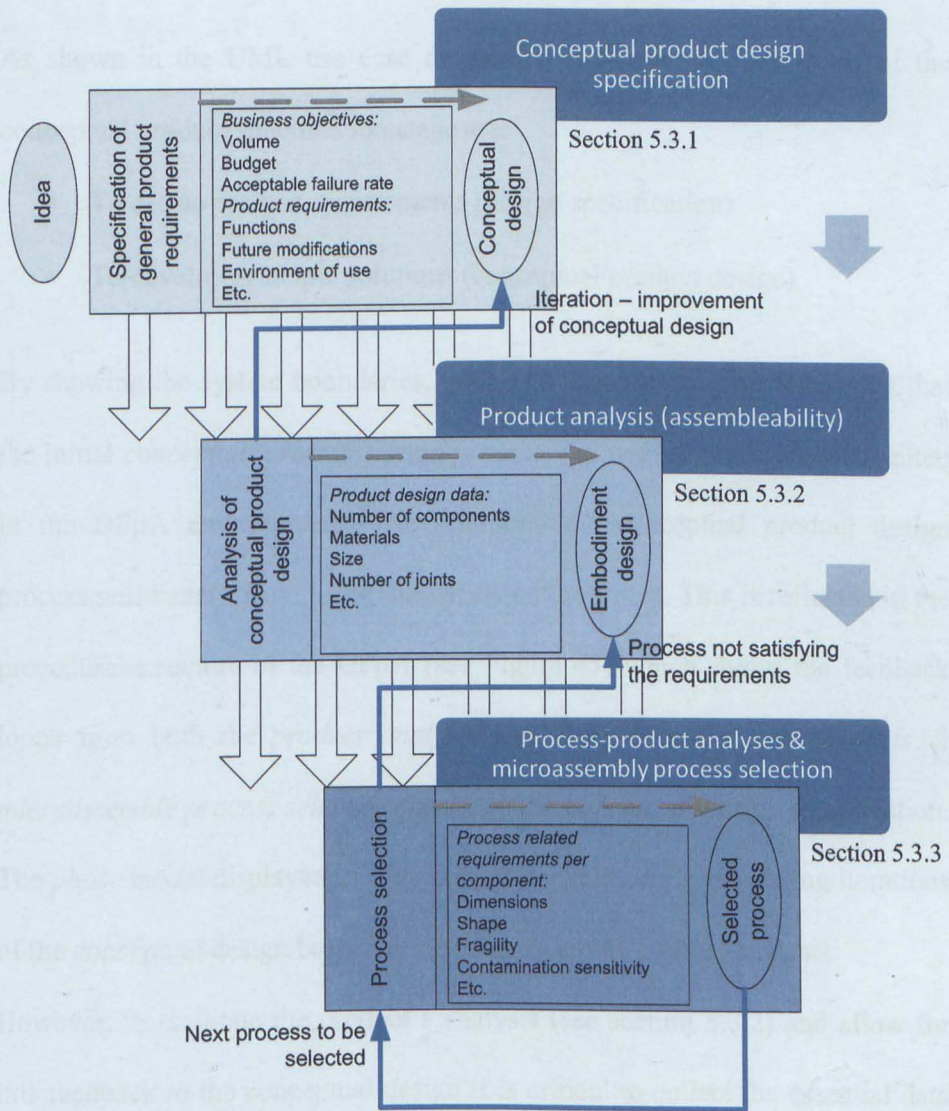 Conceptual product design
specification
Section 5.3.1
Idea
Specification of
general product
requirements
Business objectives:
Volume
Budget
Acceptable failure rate
Product requirements:
Functions
Future modifications
Environment of use
Etc.
Conceptual
design
Iteration – improvement
of conceptual design
Product analysis (assembleability)
Section 5.3.2
Analysis of
conceptual product
design
Product design data:
Number of components
Materials
Size
Number of joints
Etc.
Embodiment
design
Process not satisfying
the requirements
Process-product analyses &
microassembly process selection
Section 5.3.3
Process selection
Process related
requirements per
component:
Dimensions
Shape
Fragility
Contamination sensitivity
Etc.
Selected
process
Next process to be
selected